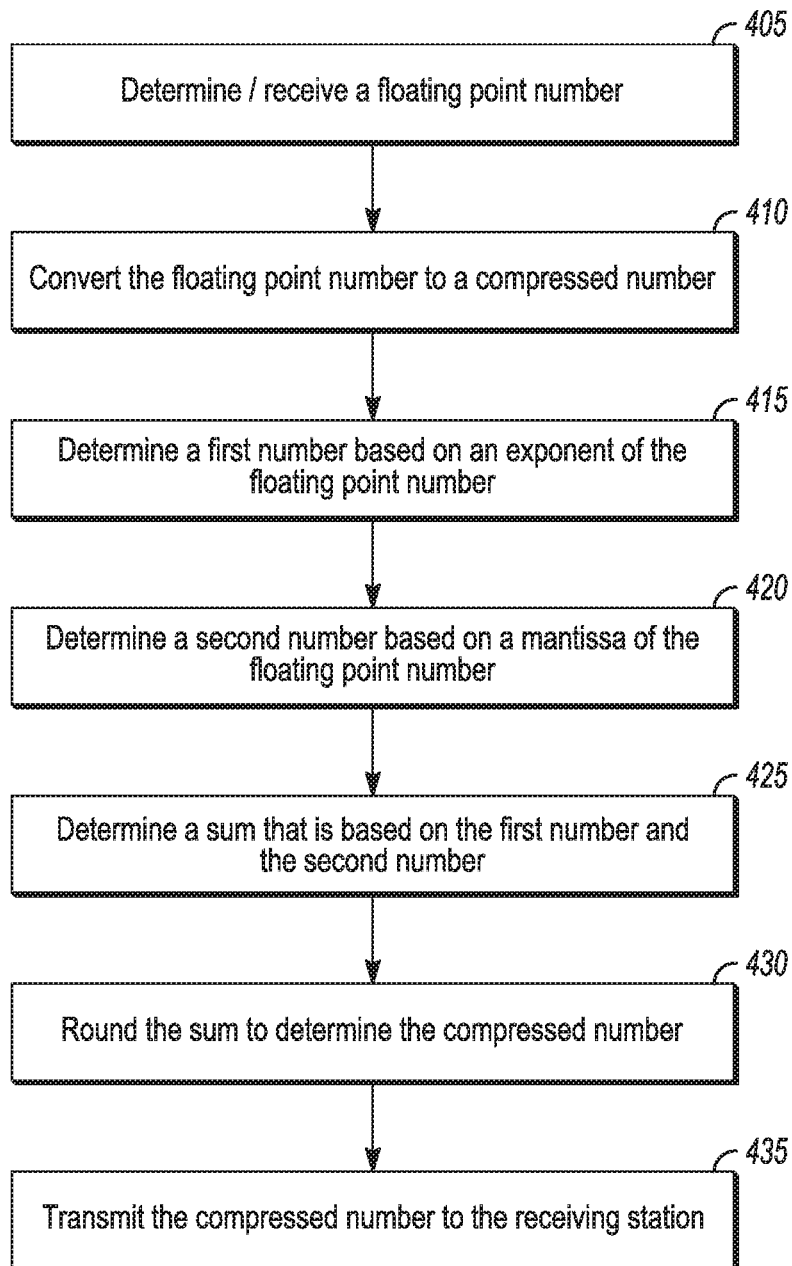 405
Determine / receive a floating point number
410
Convert the floating point number to a compressed number
415
Determine a first number based on an exponent of the
floating point number
420
Determine a second number based on a mantissa of the
floating point number
425
Determine a sum that is based on the first number and
the second number
430
Round the sum to determine the compressed number
435
Transmit the compressed number to the receiving station